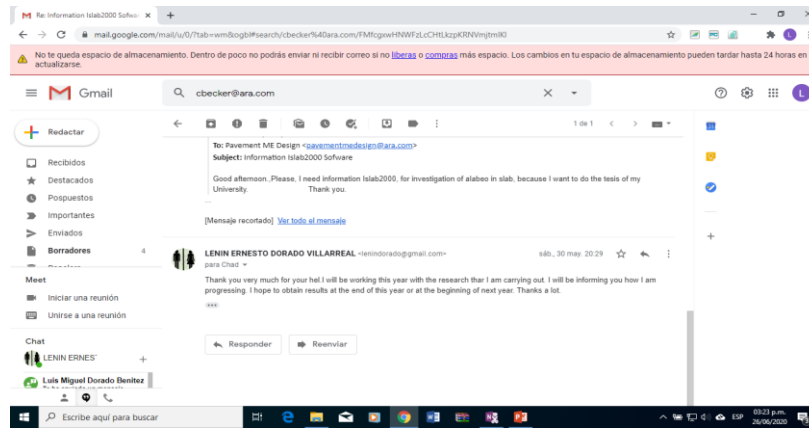 Re: Information Islab2000 Sofwar
mail.google.com/mail/u/0/?tab=wm&ogbl#search/cbecker%40ara.com/FMfcgxwHNWFzLcCHtLkzpKRNVmjtmlKl
No te queda espacio de almacenamiento. Dentro de poco no podrás enviar ni recibir correo si no liberas o compras más espacio. Los cambios en tu espacio de almacenamiento pueden tardar hasta 24 horas en
actualizarse.
Gmail
cbecker@ara.com
L
Redactar
1 de 1
Recibidos
Destacados
Pospuestos
Importantes
Enviados
Borradores 4
To: Pavement ME Design <pavementmedesign@ara.com>
Subject: Information Islab2000 Sofware
Good afternoon.,Please, I need information Islab2000, for investigation of alabeo in slab, because I want to do the tesis of my
University. Thank you.
...
[Mensaje recortado] Ver todo el mensaje
LENIN ERNESTO DORADO VILLARREAL <lenindorado@gmail.com>
sáb., 30 may. 20:29
para Chad
Thank you very much for your hel.I will be working this year with the research thar I am carrying out. I will be informing you how I am
progressing. I hope to obtain results at the end of this year or at the beginning of next year. Thanks a lot.
Responder
Reenviar
Meet
Iniciar una reunión
Unirse a una reunión
Chat
LENIN ERNES
Luis Miguel Dorado Benitez
Escribe aquí para buscar
ESP
03:23 p.m.
26/06/2020